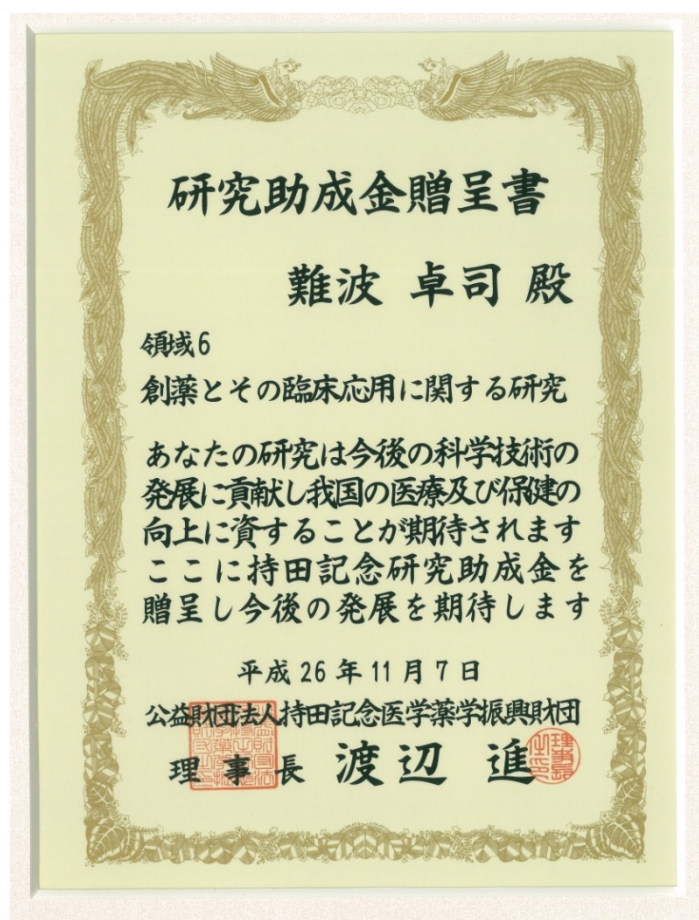 研究助成金贈呈書
難波 卓司 殿
領域6
創薬とその臨床応用に関する研究
あなたの研究は今後の科学技術の
発展に貢献し我国の医療及び保健の
向上に資することが期待されます
ここに持田記念研究助成金を
贈呈し今後の発展を期待します
平成26年11月7日
公益財団法人持田記念医学薬学振興財団
理事長 渡辺 進